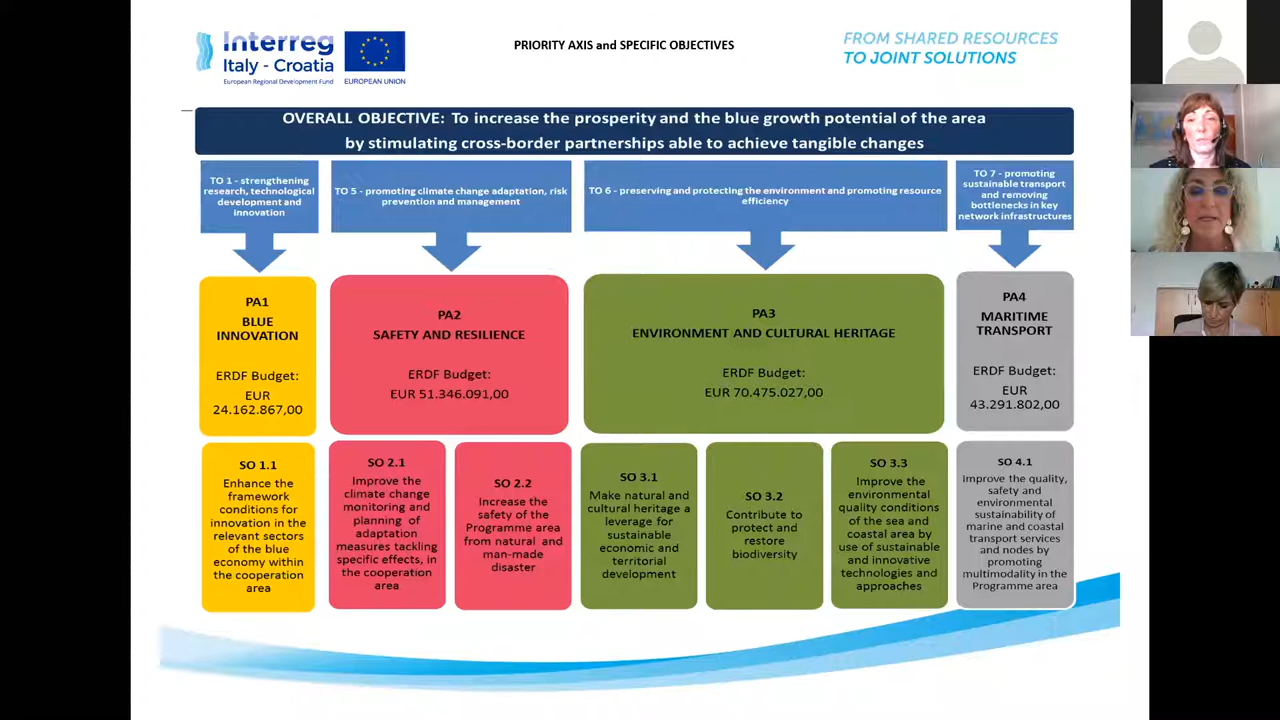 Interreg
Italy - Croatia
European Regional Development Fund
EUROPEAN UNION
PRIORITY AXIS and SPECIFIC OBJECTIVES
FROM SHARED RESOURCES
TO JOINT SOLUTIONS
OVERALL OBJECTIVE: To increase the prosperity and the blue growth potential of the area
by stimulating cross-border partnerships able to achieve tangible changes
TO 1 - strengthening
research, technological
development and
innovation
TO 5 - promoting climate change adaptation, risk
prevention and management
TO 6 - preserving and protecting the environment and promoting resource
efficiency
TO 7 - promoting
sustainable transport
and removing
bottlenecks in key
network infrastructures
PA1
BLUE
INNOVATION
ERDF Budget:
EUR
24.162.867,00
PA2
SAFETY AND RESILIENCE
ERDF Budget:
EUR 51.346.091,00
PA3
ENVIRONMENT AND CULTURAL HERITAGE
ERDF Budget:
EUR 70.475.027,00
PA4
MARITIME
TRANSPORT
ERDF Budget:
EUR
43.291.802,00
SO 1.1
Enhance the
framework
conditions for
innovation in the
relevant sectors
of the blue
economy within
the cooperation
area
SO 2.1
Improve the
climate change
monitoring and
planning of
adaptation
measures tackling
specific effects, in
the cooperation
area
SO 2.2
Increase the
safety of the
Programme area
from natural and
man-made
disaster
SO 3.1
Make natural and
cultural heritage a
leverage for
sustainable
economic and
territorial
development
SO 3.2
Contribute to
protect and
restore
biodiversity
SO 3.3
Improve the
environmental
quality conditions
of the sea and
coastal area by
use of sustainable
and innovative
technologies and
approaches
SO 4.1
Improve the quality,
safety and
environmental
sustainability of
marine and coastal
transport services
and nodes by
promoting
multimodality in the
Programme area